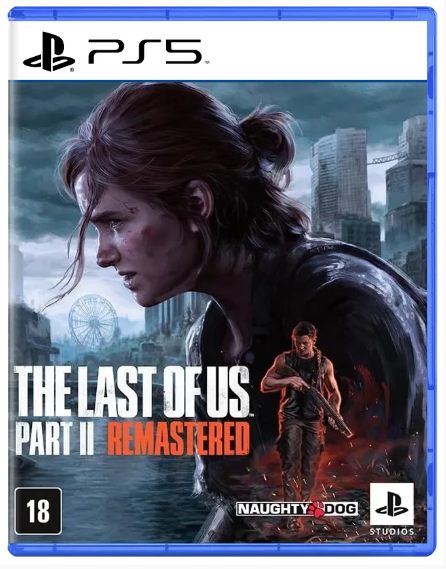 PS5
THE LAST OF US
PART II REMASTERED
18
NAUGHTY DOG
STUDIOS